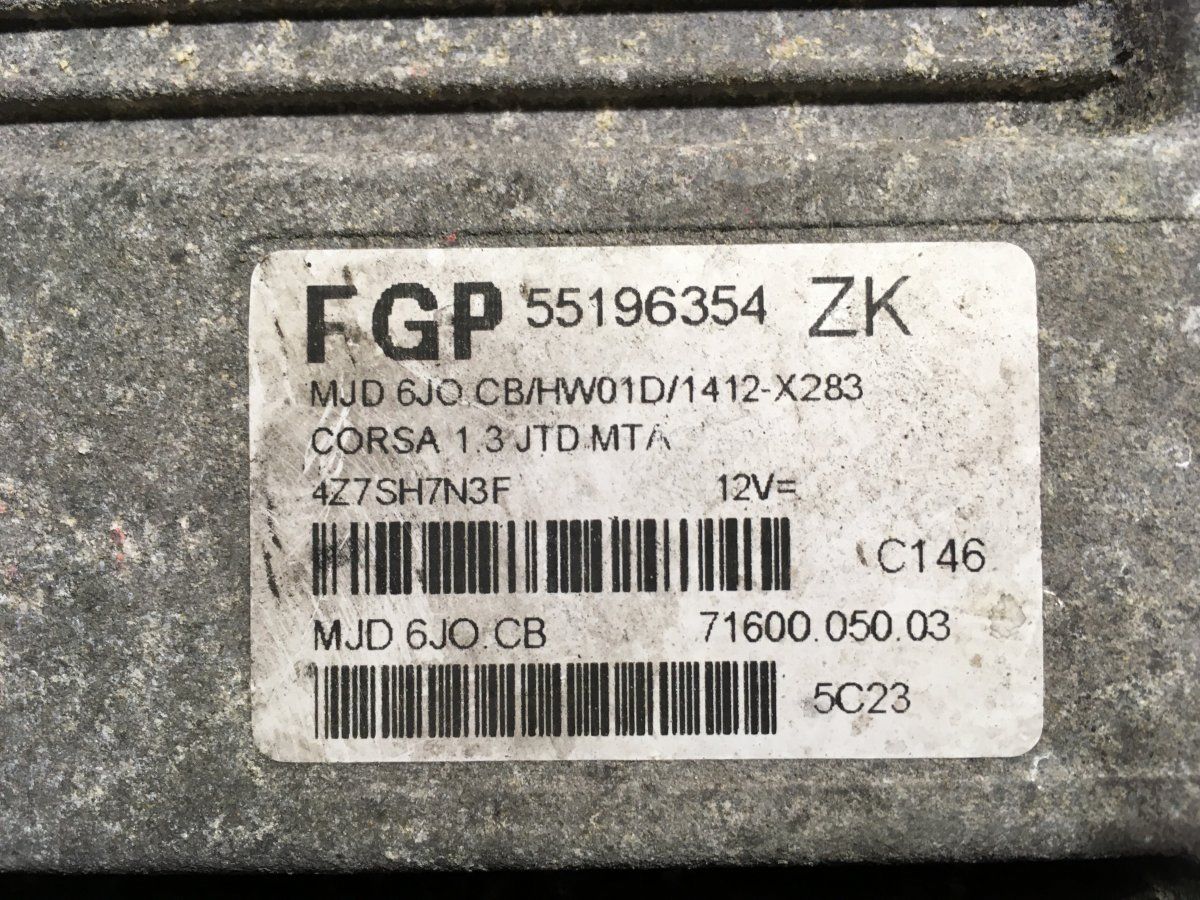 FGP 55196354 ZK
MJD 6JO.CB/HW01D/1412-X283
CORSA 1.3 JTD MTA
4Z7SH7N3F 12V=
C146
MJD 6JO.CB 71600.050.03
5C23